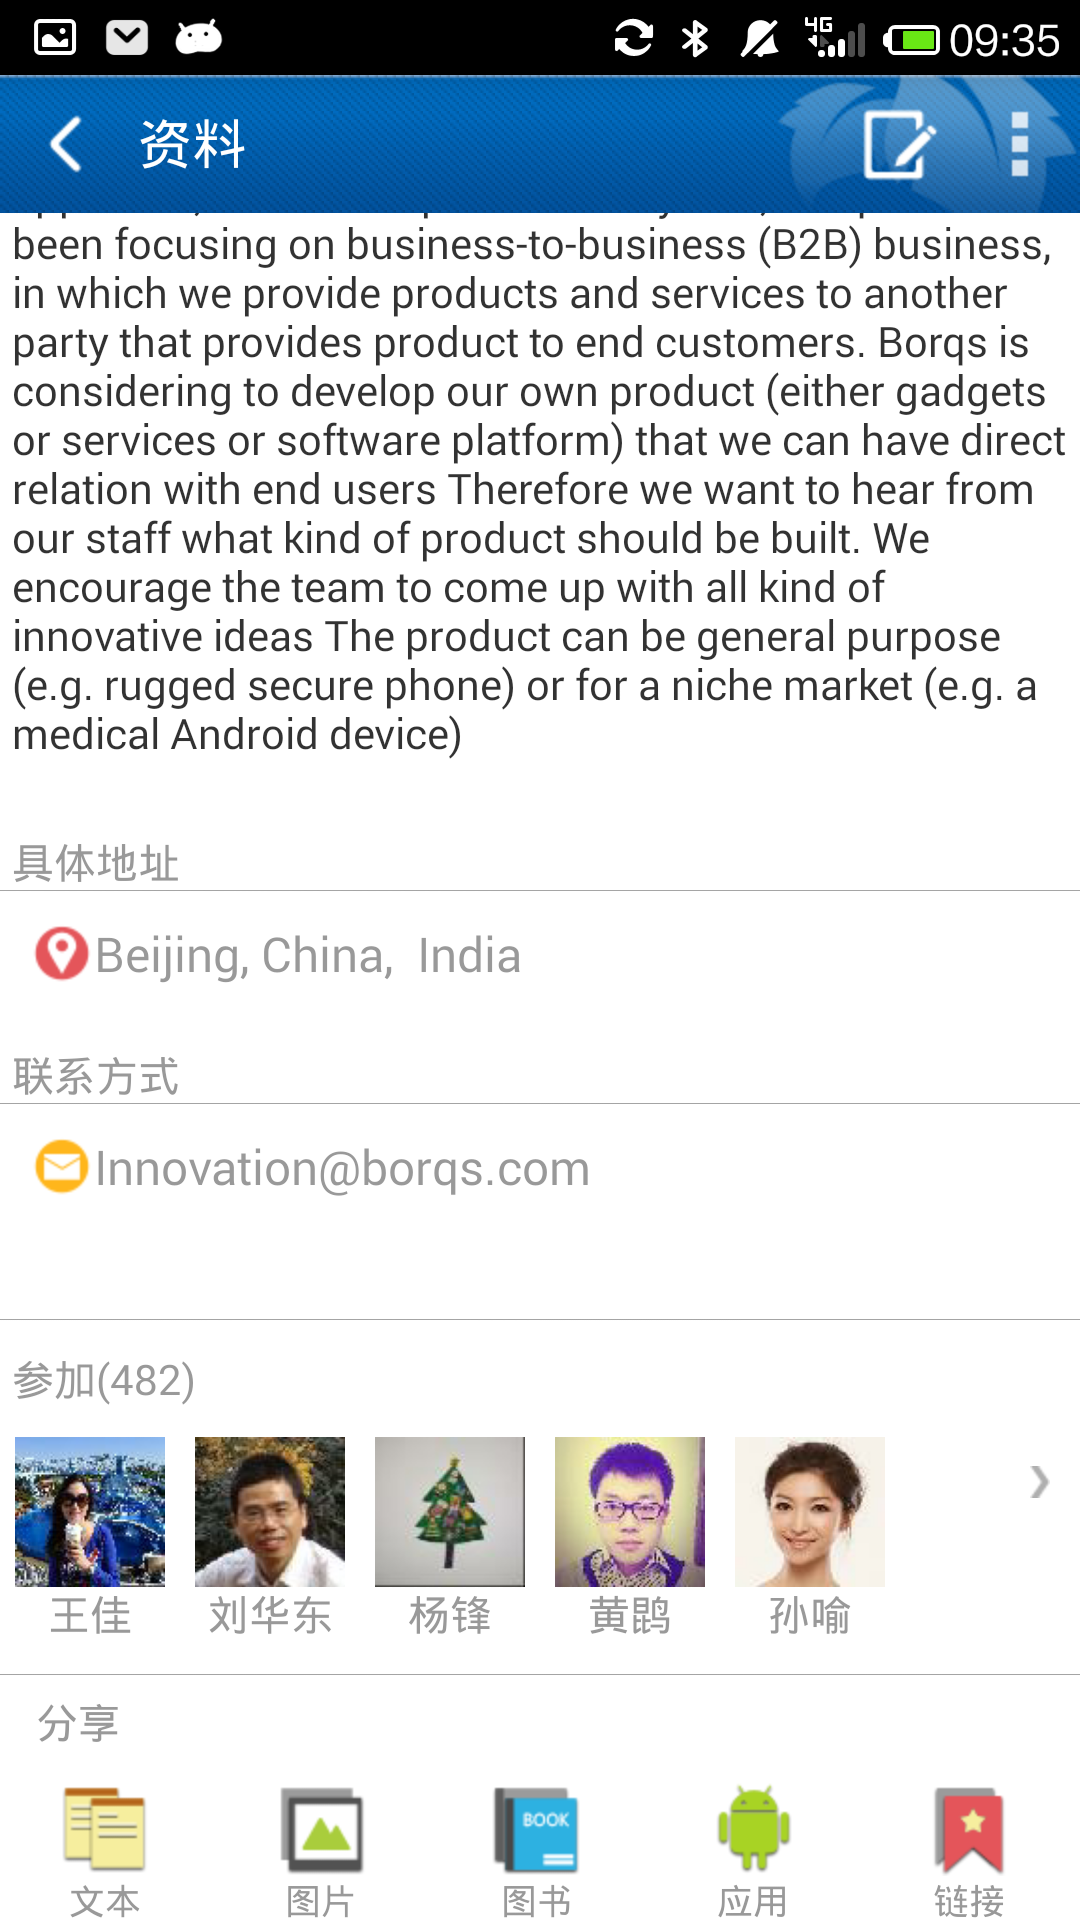 4G 09:35
资料
been focusing on business-to-business (B2B) business,
in which we provide products and services to another
party that provides product to end customers. Borqs is
considering to develop our own product (either gadgets
or services or software platform) that we can have direct
relation with end users Therefore we want to hear from
our staff what kind of product should be built. We
encourage the team to come up with all kind of
innovative ideas The product can be general purpose
(e.g. rugged secure phone) or for a niche market (e.g. a
medical Android device)
具体地址
Beijing, China,  India
联系方式
Innovation@borqs.com
参加(482)
王佳 刘华东 杨锋 黄鹍 孙喻
分享
BOOK
文本 图片 图书 应用 链接